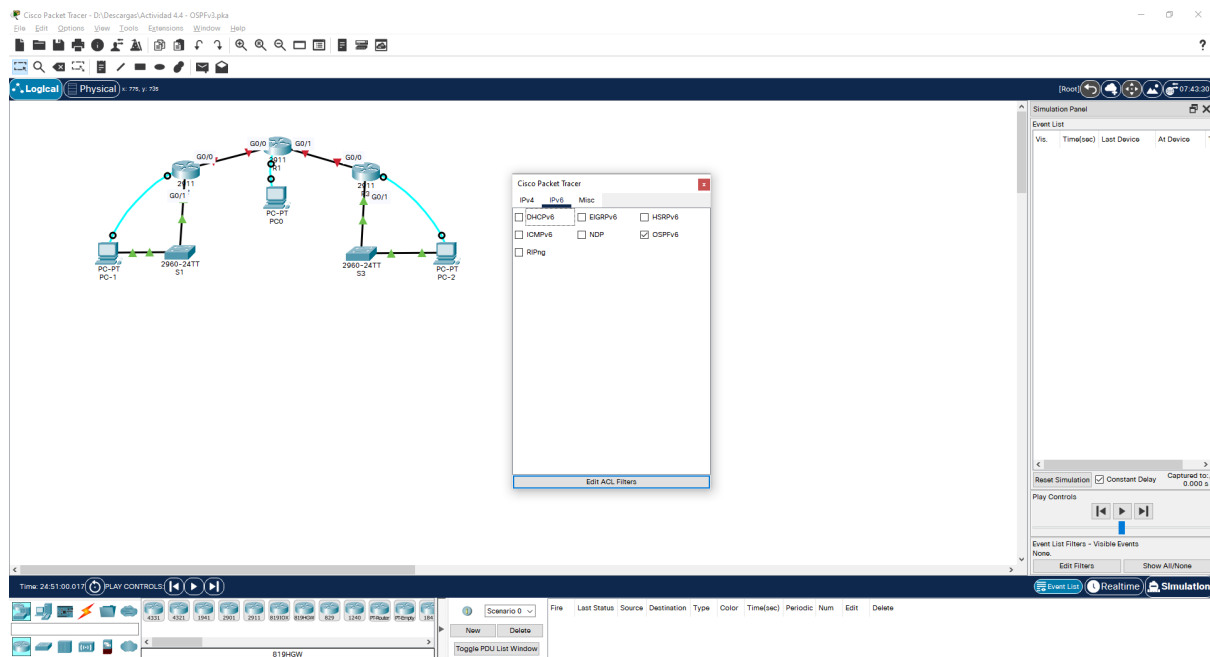 Cisco Packet Tracer - D:\Descargas\Actividad 4.4 - OSPFv3.pka
File Edit Options View Tools Extensions Window Help
?
Logical Physical x: 775, y: 735 [Root] 07:43:30
Simulation Panel
Event List
Vis. Time(sec) Last Device At Device
G0/0 G0/1
2911
R1
G0/0
G0/0
2911
G0/1
2911
G0/1
PC-PT
PC0
PC-PT
PC-1
2960-24TT
S1
2960-24TT
S3
PC-PT
PC-2
Cisco Packet Tracer x
IPv4 IPv6 Misc
DHCPv6 EIGRPv6 HSRPv6
ICMPv6 NDP OSPFv6
RIPng
Edit ACL Filters
Reset Simulation Constant Delay Captured to:
0.000 s
Play Controls
Event List Filters - Visible Events
None.
Edit Filters Show All/None
Time: 24:51:00.017 PLAY CONTROLS:
Event List Realtime Simulation
4331 4321 1941 2901 2911 819IOX 819HGW 829 1240 PT-Router PT-Empty 184
819HGW
Scenario 0
New Delete
Toggle PDU List Window
Fire Last Status Source Destination Type Color Time(sec) Periodic Num Edit Delete